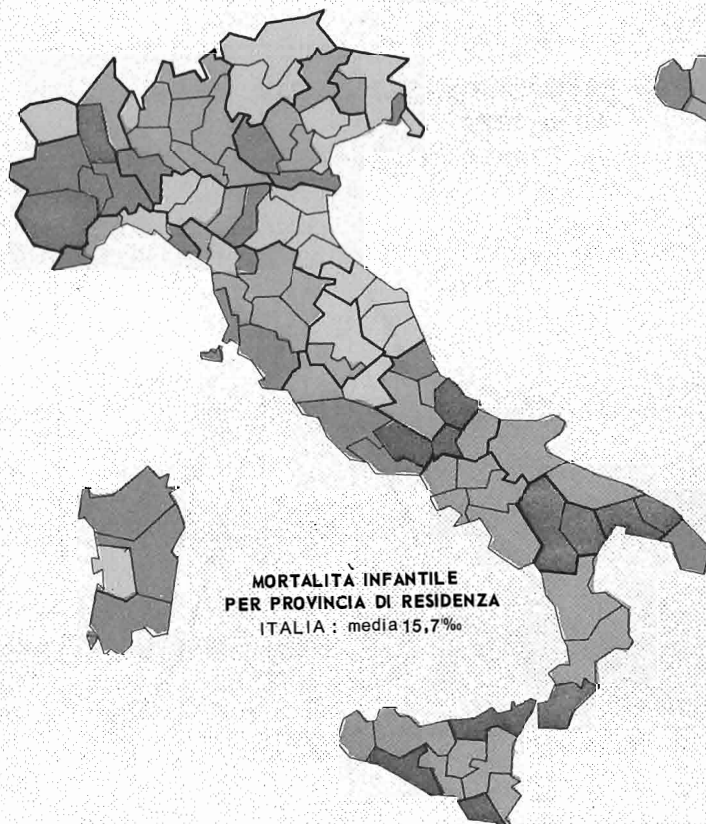 MORTALITÀ INFANTILE
PER PROVINCIA DI RESIDENZA
ITALIA : media 15,7‰